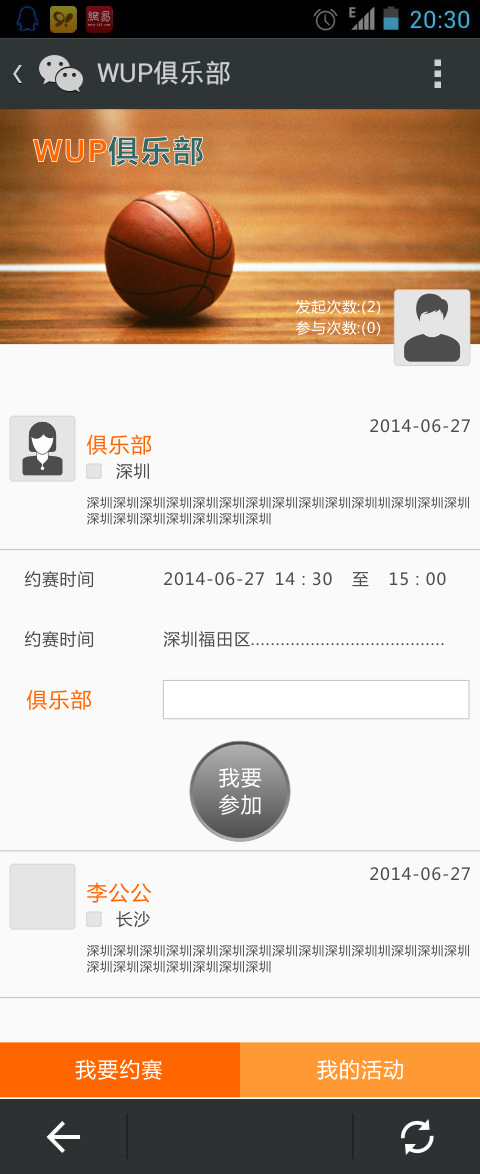 網易
E
20:30
WUP俱乐部
WUP俱乐部
发起次数:(2)
参与次数:(0)
2014-06-27
俱乐部
深圳
深圳深圳深圳深圳深圳深圳深圳深圳深圳深圳深圳圳深圳深圳深圳
深圳深圳深圳深圳深圳深圳深圳
约赛时间 2014-06-27 14 : 30 至 15 : 00
约赛时间 深圳福田区.......................................
俱乐部
我要
参加
2014-06-27
李公公
长沙
深圳深圳深圳深圳深圳深圳深圳深圳深圳深圳深圳圳深圳深圳深圳
深圳深圳深圳深圳深圳深圳深圳
我要约赛 我的活动